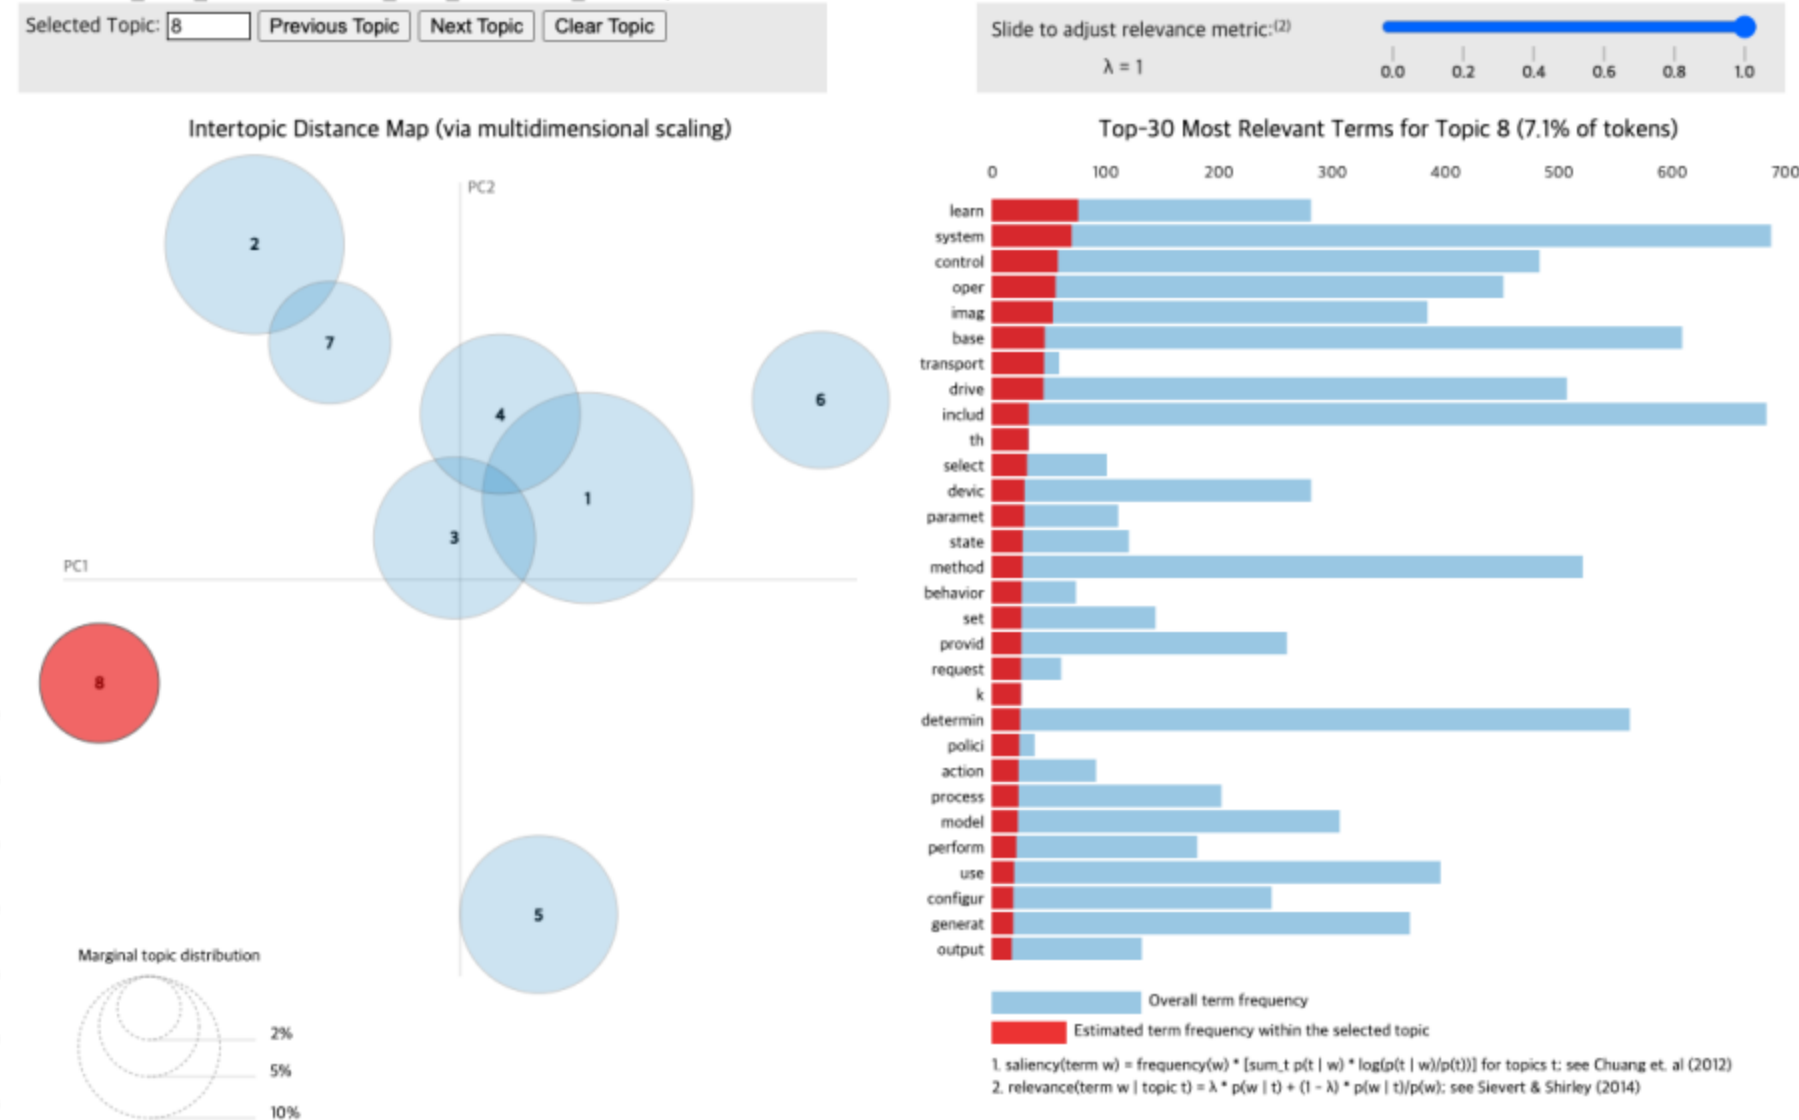 Selected Topic: 8 Previous Topic Next Topic Clear Topic
Slide to adjust relevance metric:(2)
λ = 1
0.0 0.2 0.4 0.6 0.8 1.0
Intertopic Distance Map (via multidimensional scaling)
PC2
PC1
2
7
4
6
1
3
8
5
Marginal topic distribution
2%
5%
10%
Top-30 Most Relevant Terms for Topic 8 (7.1% of tokens)
0 100 200 300 400 500 600 700
learn
system
control
oper
imag
base
transport
drive
includ
th
select
devic
paramet
state
method
behavior
set
provid
request
k
determin
polici
action
process
model
perform
use
configur
generat
output
Overall term frequency
Estimated term frequency within the selected topic
1. saliency(term w) = frequency(w) * [sum_t p(t | w) * log(p(t | w)/p(t))] for topics t; see Chuang et. al (2012)
2. relevance(term w | topic t) = λ * p(w | t) + (1 - λ) * p(w | t)/p(w); see Sievert & Shirley (2014)